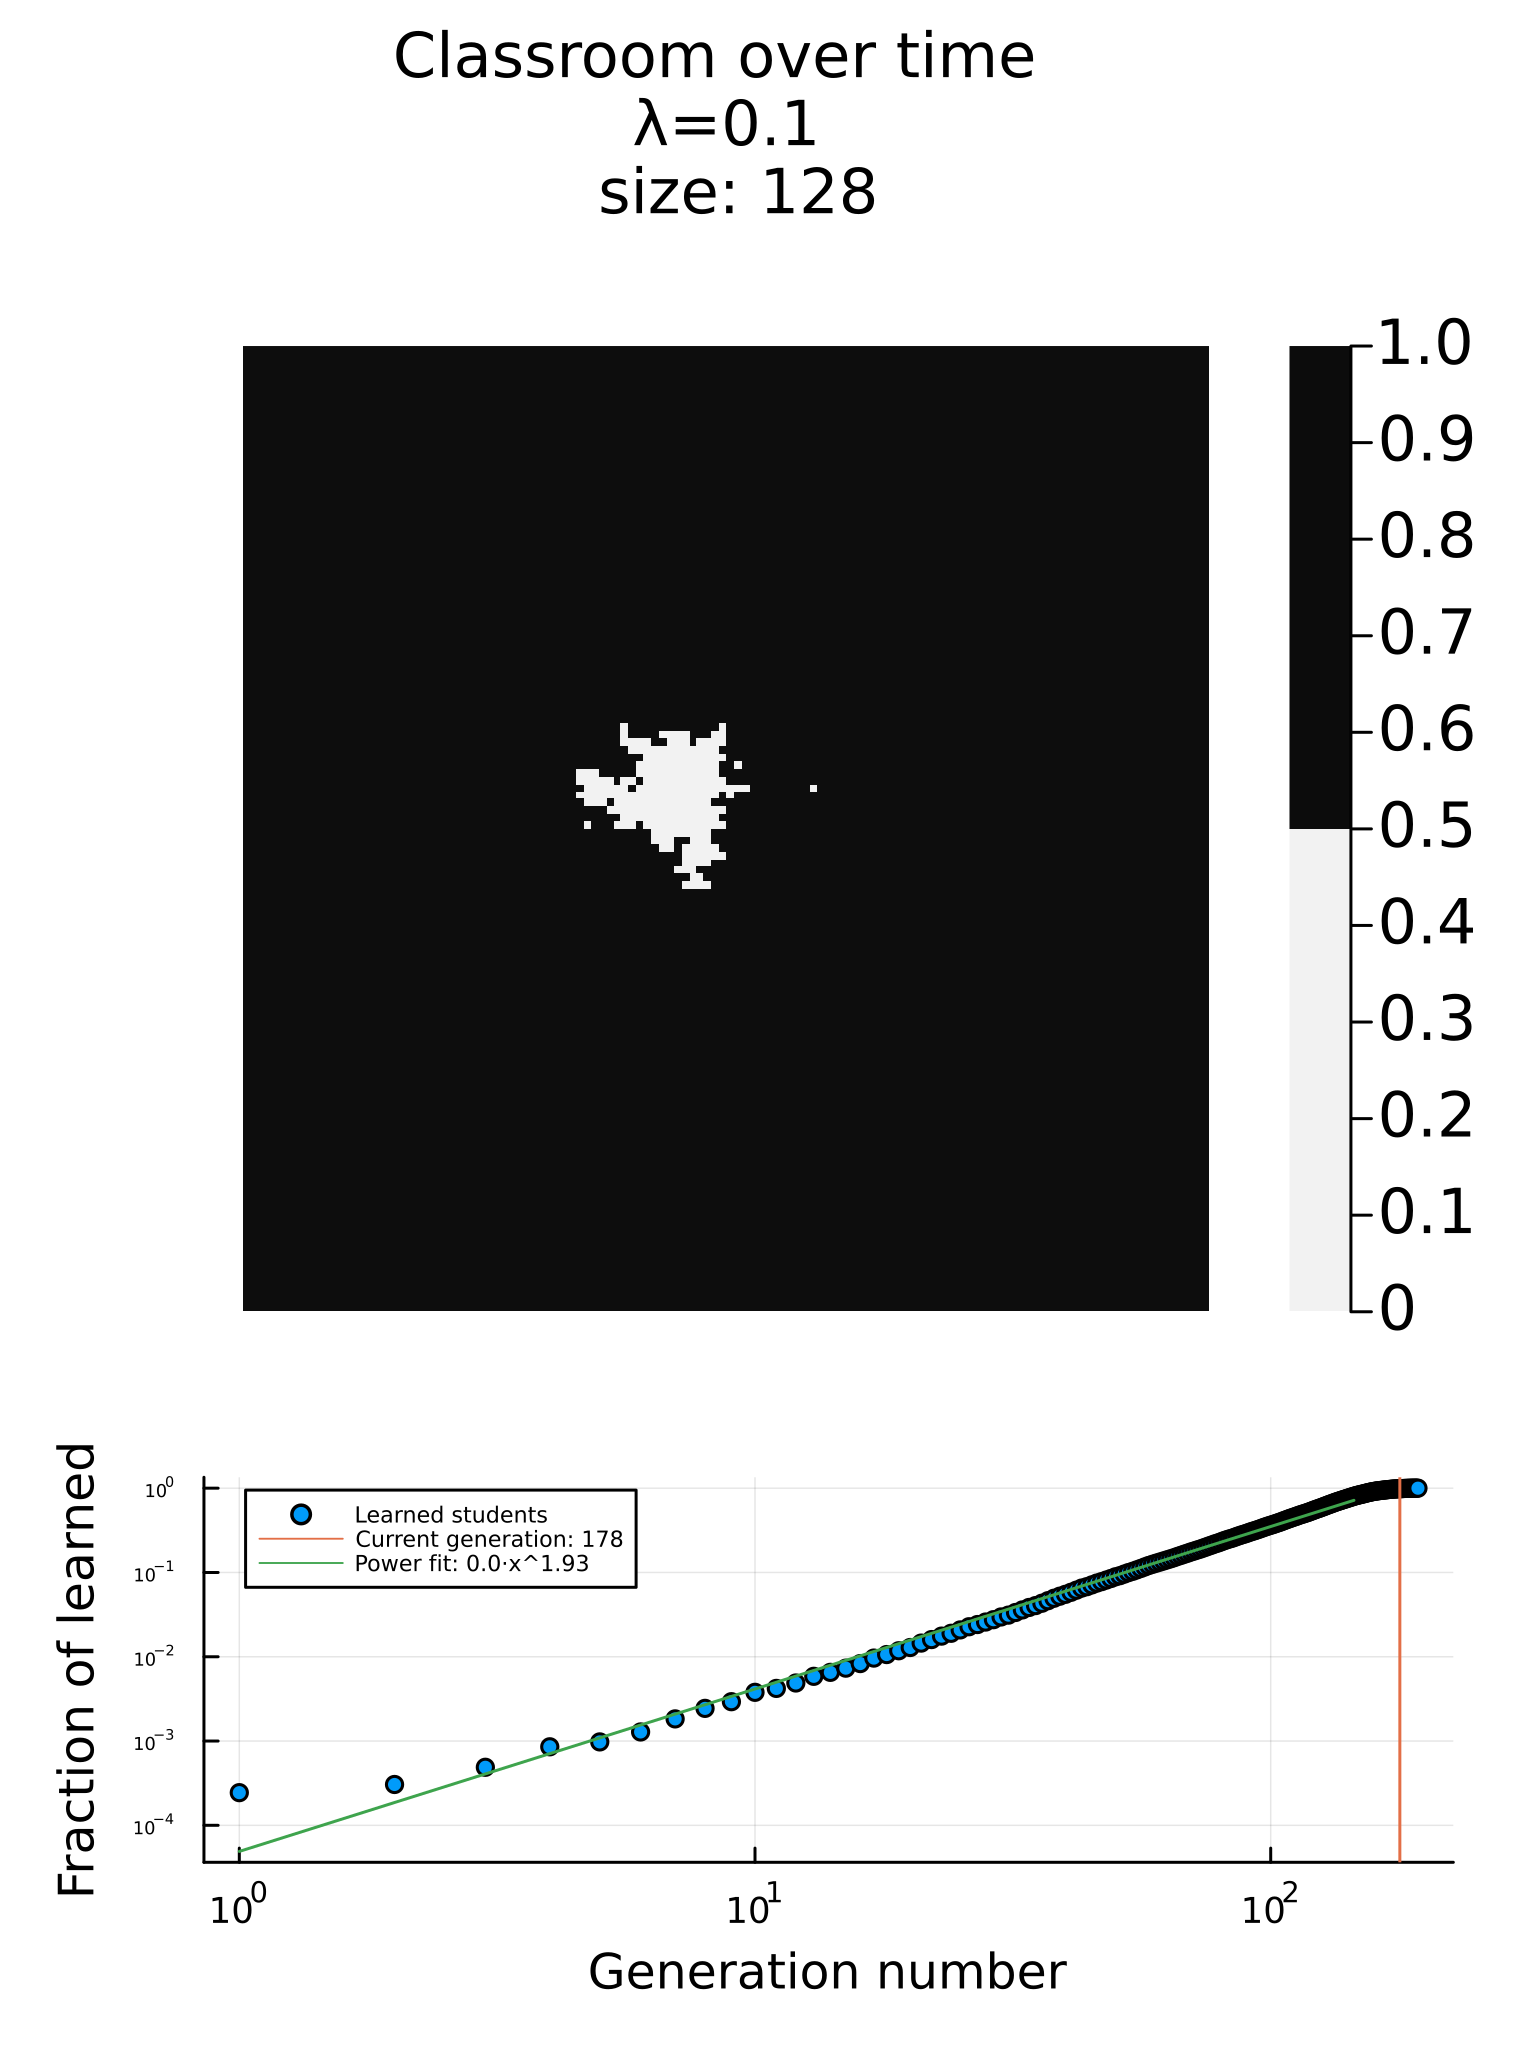 Classroom over time
λ=0.1
size: 128
1.0
0.9
0.8
0.7
0.6
0.5
0.4
0.3
0.2
0.1
0
Fraction of learned
10^0
10^-1
10^-2
10^-3
10^-4
Learned students
Current generation: 178
Power fit: 0.0·x^1.93
10^0 10^1 10^2
Generation number